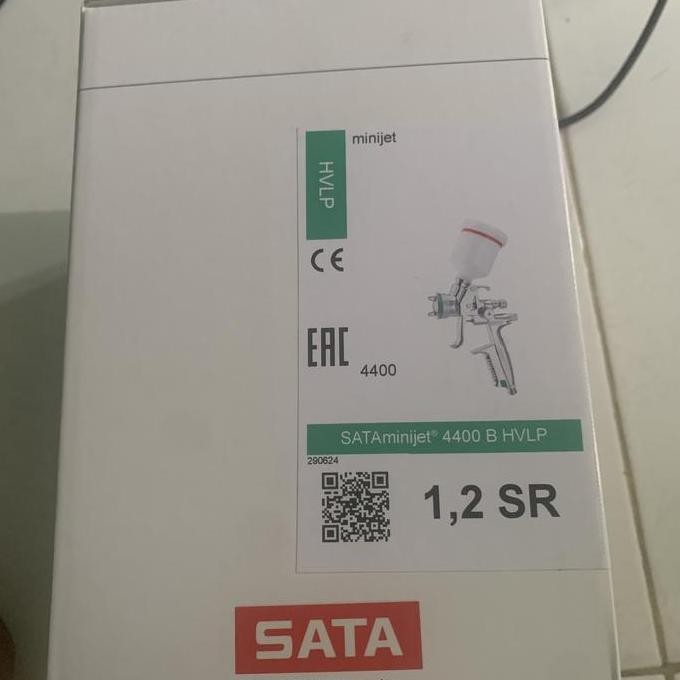 minijet
HVLP
CE
EAC
4400
SATAminijet® 4400 B HVLP
290624
1,2 SR
SATA